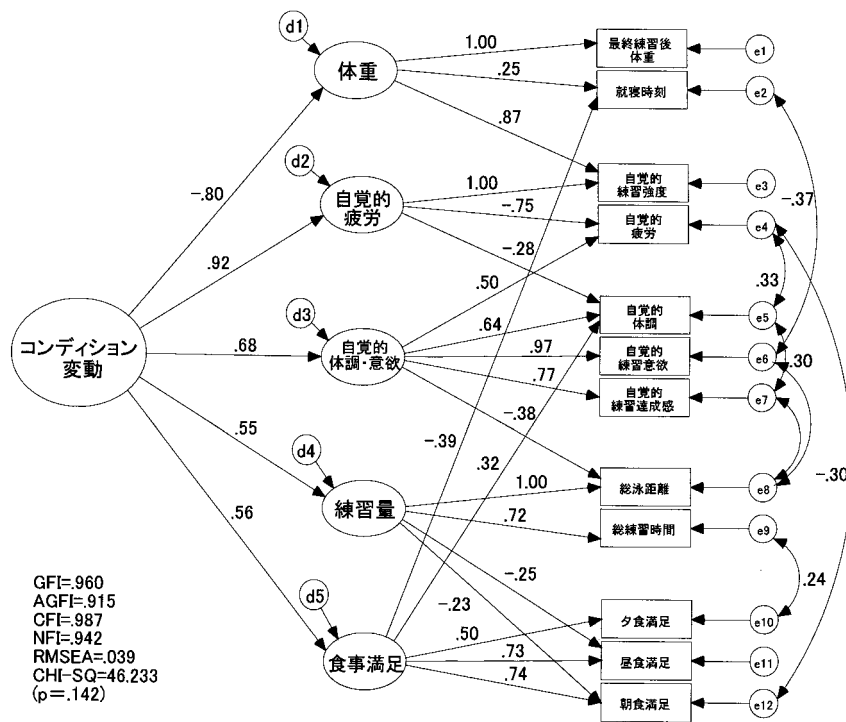 d1
体重
1.00
.25
.87
最終練習後
体重
e1
就寝時刻
e2
-.80
d2
自覚的
疲労
1.00
-.75
-.28
自覚的
練習強度
e3
自覚的
疲労
e4
-.37
.92
.50
.33
コンディション
変動
.68
d3
自覚的
体調・意欲
.64
.97
.77
-.38
自覚的
体調
e5
自覚的
練習意欲
e6
.30
自覚的
練習達成感
e7
-.39
.32
.55
d4
練習量
1.00
.72
-.25
-.23
総泳距離
e8
-.30
総練習時間
e9
.24
.56
d5
食事満足
.50
.73
.74
夕食満足
e10
昼食満足
e11
朝食満足
e12
GFI=.960
AGFI=.915
CFI=.987
NFI=.942
RMSEA=.039
CHI-SQ=46.233
(p=.142)